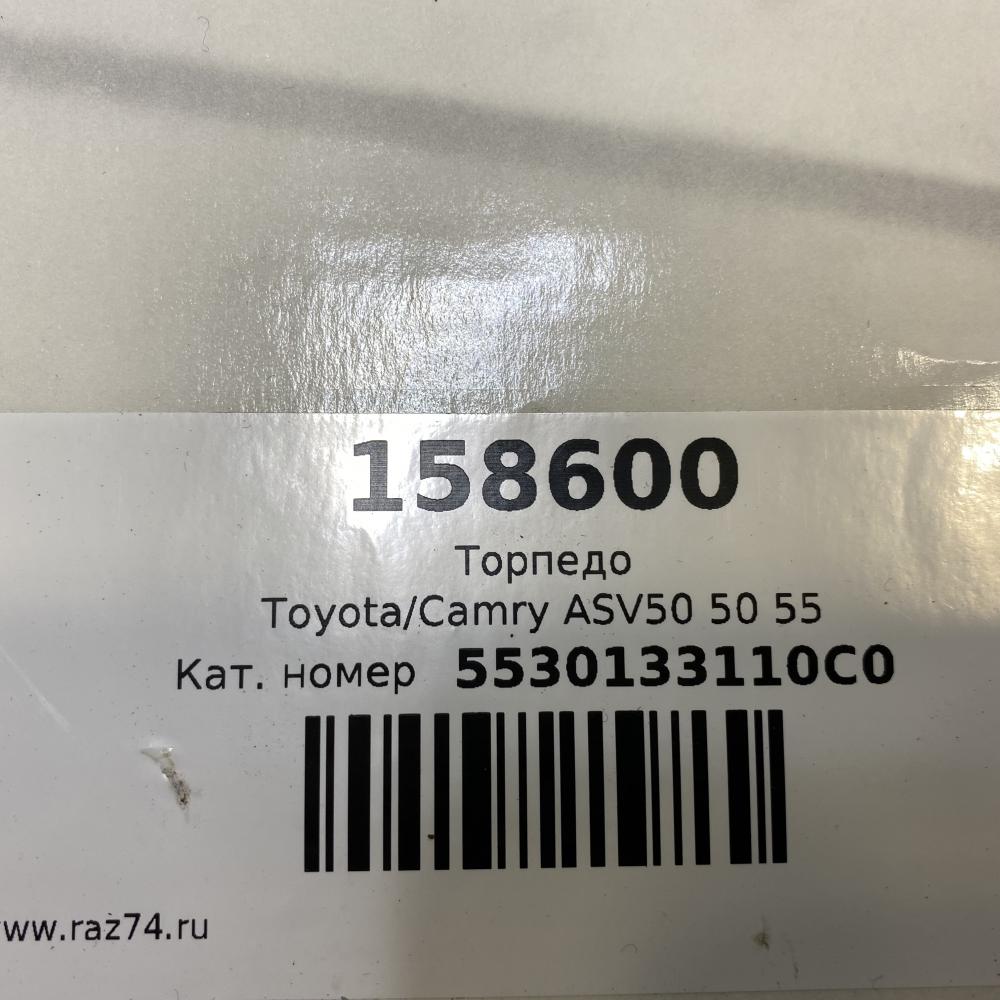 158600
Торпедо
Toyota/Camry ASV50 50 55
Кат. номер 5530133110C0
www.raz74.ru